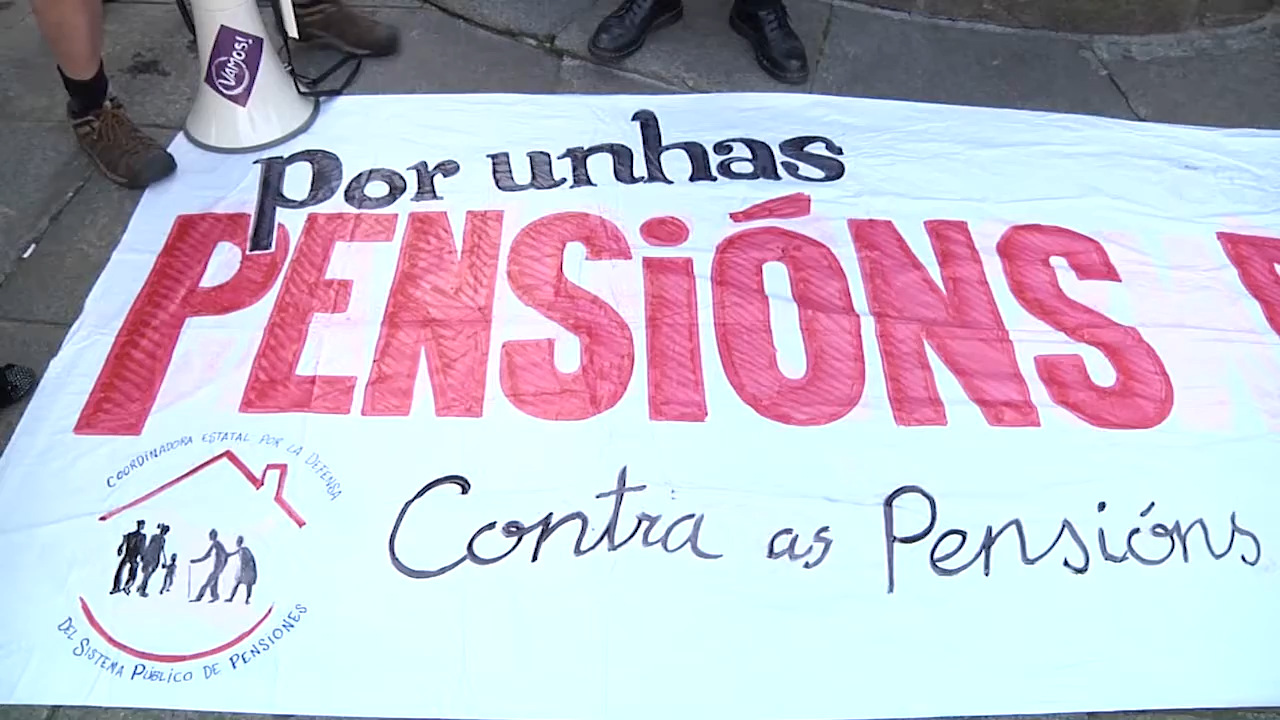 ¡VAMOS!
por unhas
PENSIÓNS
Contra as Pensións
COORDINADORA ESTATAL POR LA DEFENSA
DEL SISTEMA PÚBLICO DE PENSIONES